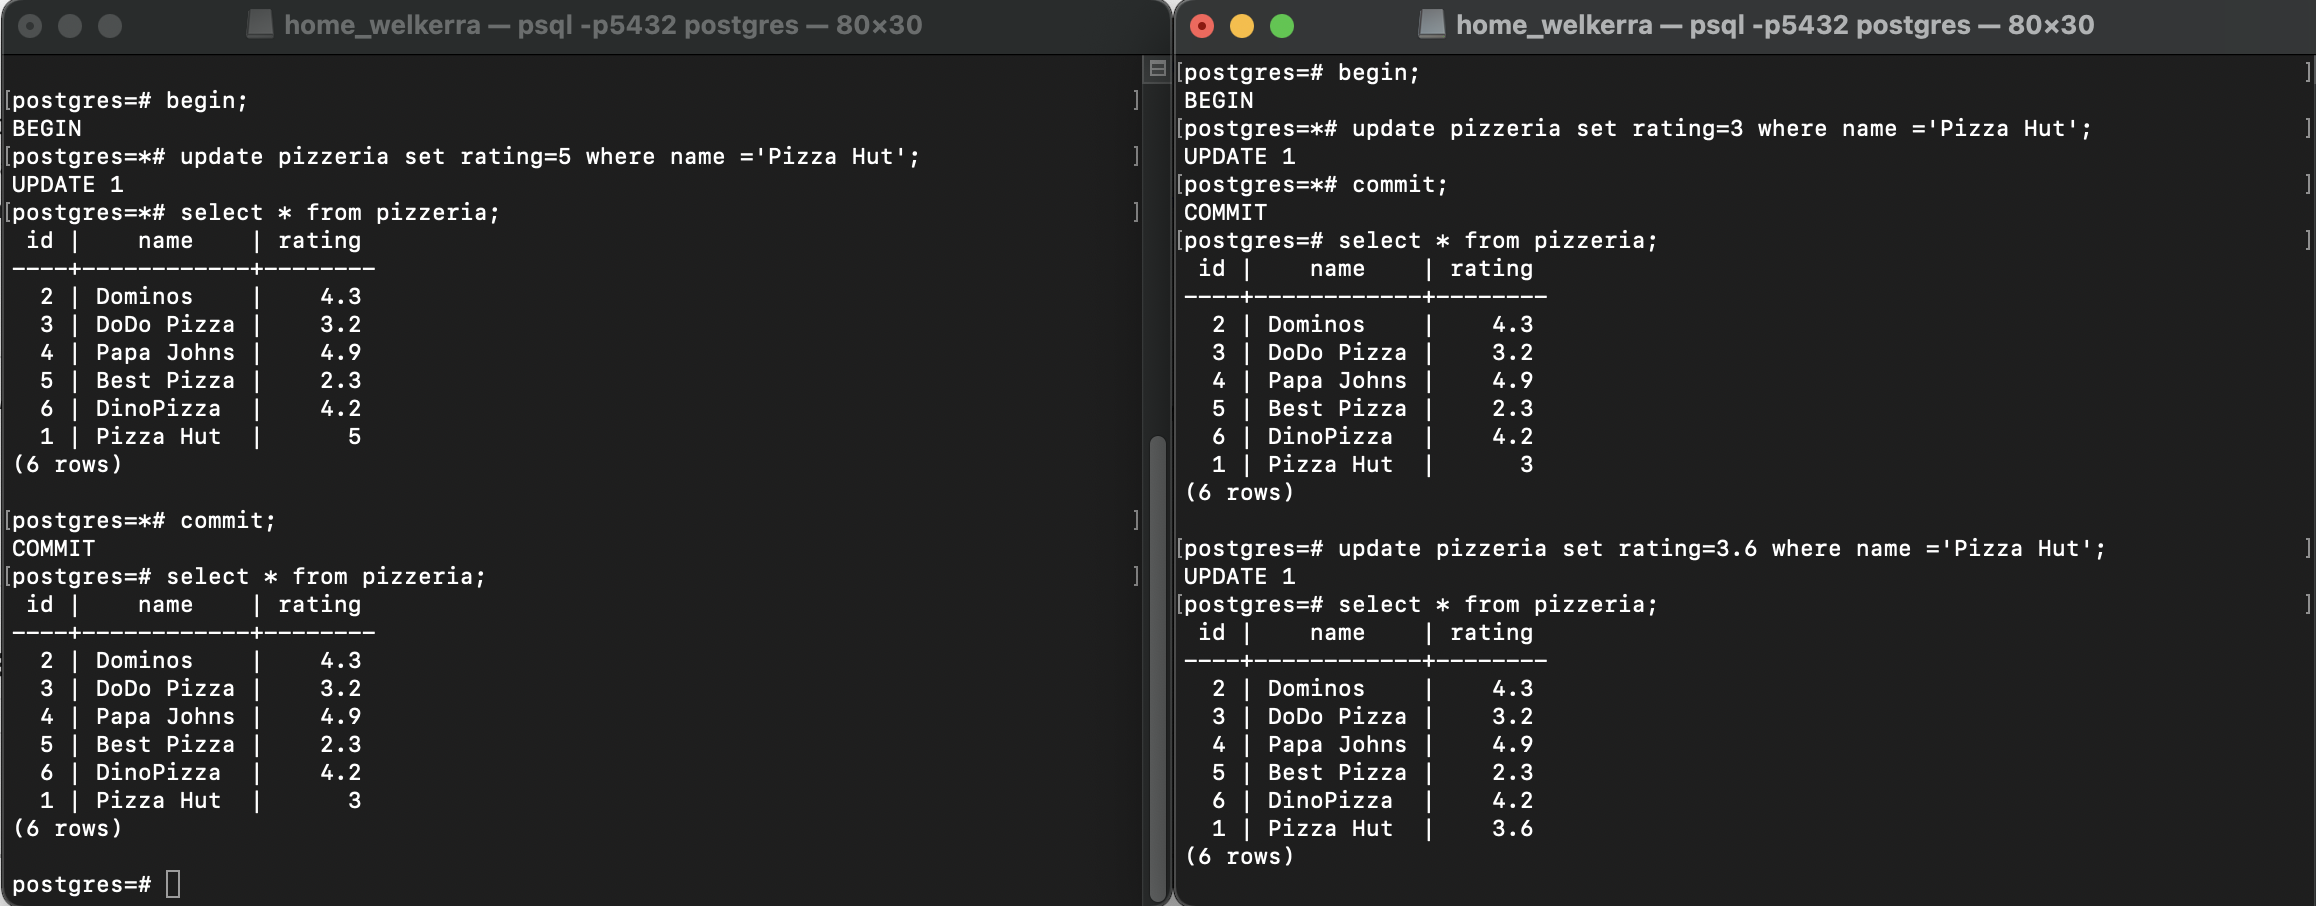 home_welkerra — psql -p5432 postgres — 80×30
postgres=# begin;
BEGIN
postgres=*# update pizzeria set rating=5 where name ='Pizza Hut';
UPDATE 1
postgres=*# select * from pizzeria;
 id |    name    | rating
----+------------+--------
  2 | Dominos    |    4.3
  3 | DoDo Pizza |    3.2
  4 | Papa Johns |    4.9
  5 | Best Pizza |    2.3
  6 | DinoPizza  |    4.2
  1 | Pizza Hut  |      5
(6 rows)
postgres=*# commit;
COMMIT
postgres=# select * from pizzeria;
 id |    name    | rating
----+------------+--------
  2 | Dominos    |    4.3
  3 | DoDo Pizza |    3.2
  4 | Papa Johns |    4.9
  5 | Best Pizza |    2.3
  6 | DinoPizza  |    4.2
  1 | Pizza Hut  |      3
(6 rows)
postgres=#
home_welkerra — psql -p5432 postgres — 80×30
postgres=# begin;
BEGIN
postgres=*# update pizzeria set rating=3 where name ='Pizza Hut';
UPDATE 1
postgres=*# commit;
COMMIT
postgres=# select * from pizzeria;
 id |    name    | rating
----+------------+--------
  2 | Dominos    |    4.3
  3 | DoDo Pizza |    3.2
  4 | Papa Johns |    4.9
  5 | Best Pizza |    2.3
  6 | DinoPizza  |    4.2
  1 | Pizza Hut  |      3
(6 rows)
postgres=# update pizzeria set rating=3.6 where name ='Pizza Hut';
UPDATE 1
postgres=# select * from pizzeria;
 id |    name    | rating
----+------------+--------
  2 | Dominos    |    4.3
  3 | DoDo Pizza |    3.2
  4 | Papa Johns |    4.9
  5 | Best Pizza |    2.3
  6 | DinoPizza  |    4.2
  1 | Pizza Hut  |    3.6
(6 rows)